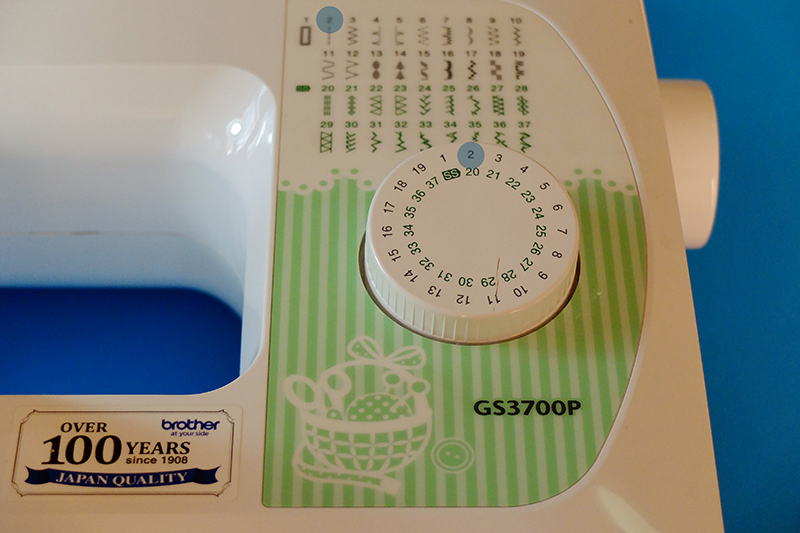 1 2 3 4 5 6 7 8 9 10
11 12 13 14 15 16 17 18 19
SS 20 21 22 23 24 25 26 27 28
29 30 31 32 33 34 35 36 37
1 2 3 4 5 6 7 8 9 10 11 12 13 14 15 16 17 18 19
SS 20 21 22 23 24 25 26 27 28 29 30 31 32 33 34 35 36 37
GS3700P
brother
at your side
OVER
100 YEARS
since 1908
JAPAN QUALITY